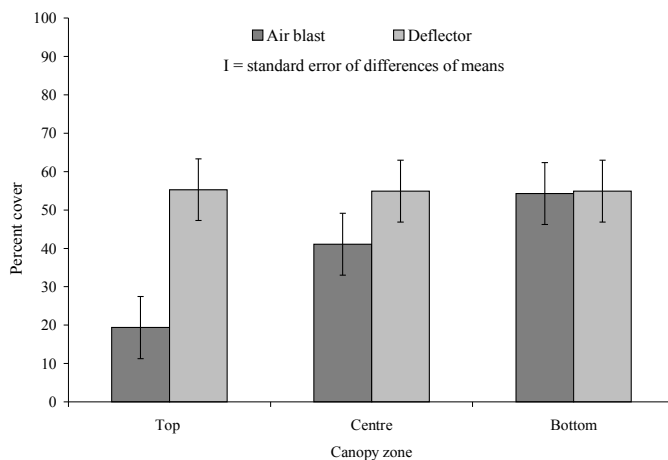 100
90
80
70
60
50
40
30
20
10
0
Percent cover
Air blast Deflector
I = standard error of differences of means
Top Centre Bottom
Canopy zone